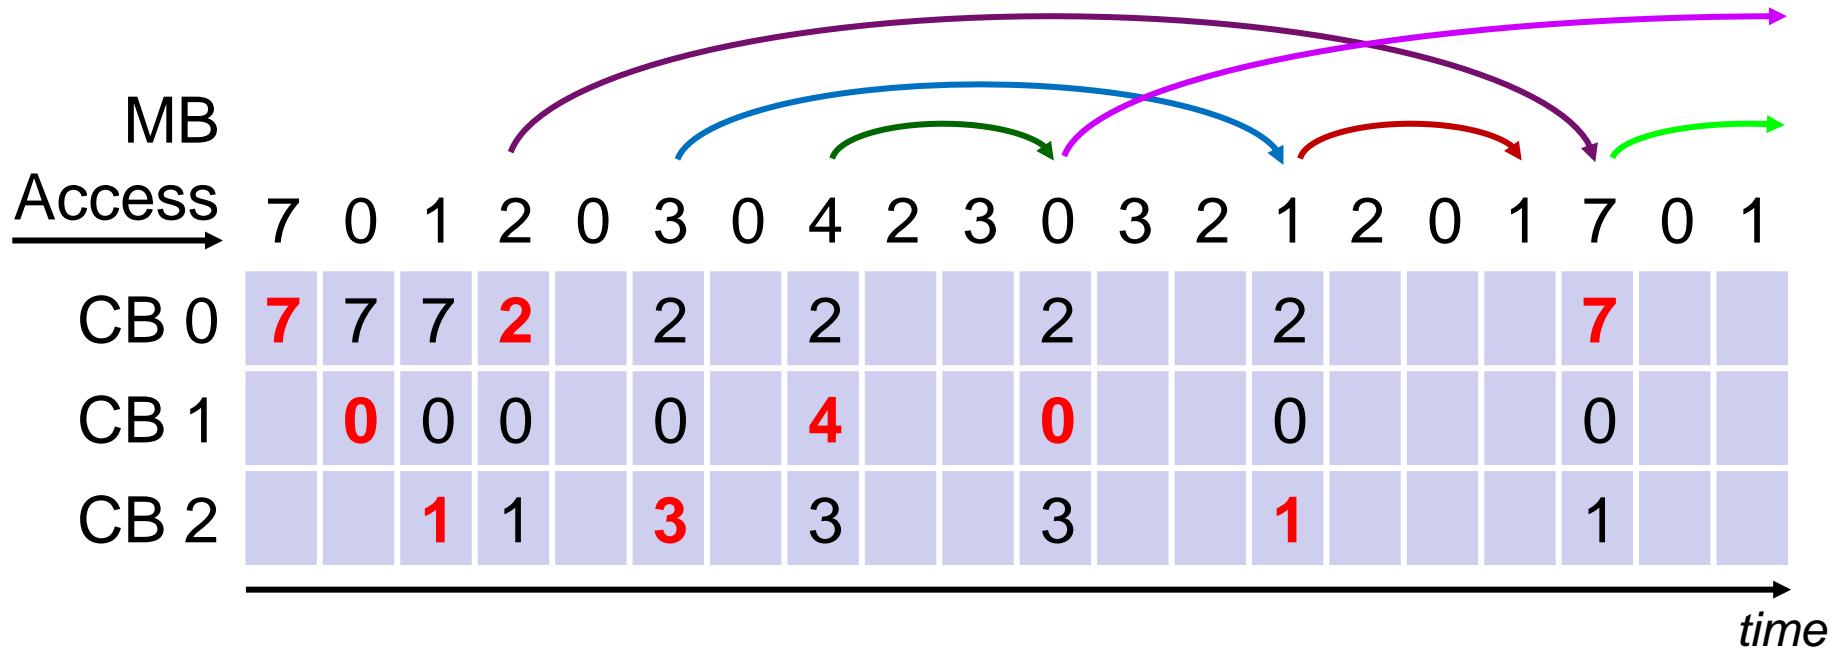 MB
Access 7 0 1 2 0 3 0 4 2 3 0 3 2 1 2 0 1 7 0 1
CB 0 7 7 7 2 2 2 2 2 7
CB 1 0 0 0 0 4 0 0 0
CB 2 1 1 3 3 3 1 1
time